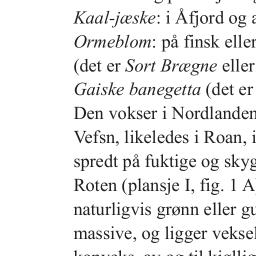 Kaal-jæske: i Åfjord og
Ormeblom: på finsk eller
(det er Sort Brægne eller
Gaiske banegetta (det er
Den vokser i Nordlanden
Vefsn, likeledes i Roan, i
spredt på fuktige og skyg
Roten (plansje I, fig. 1 A
naturligvis grønn eller gu
massive, og ligger veksel